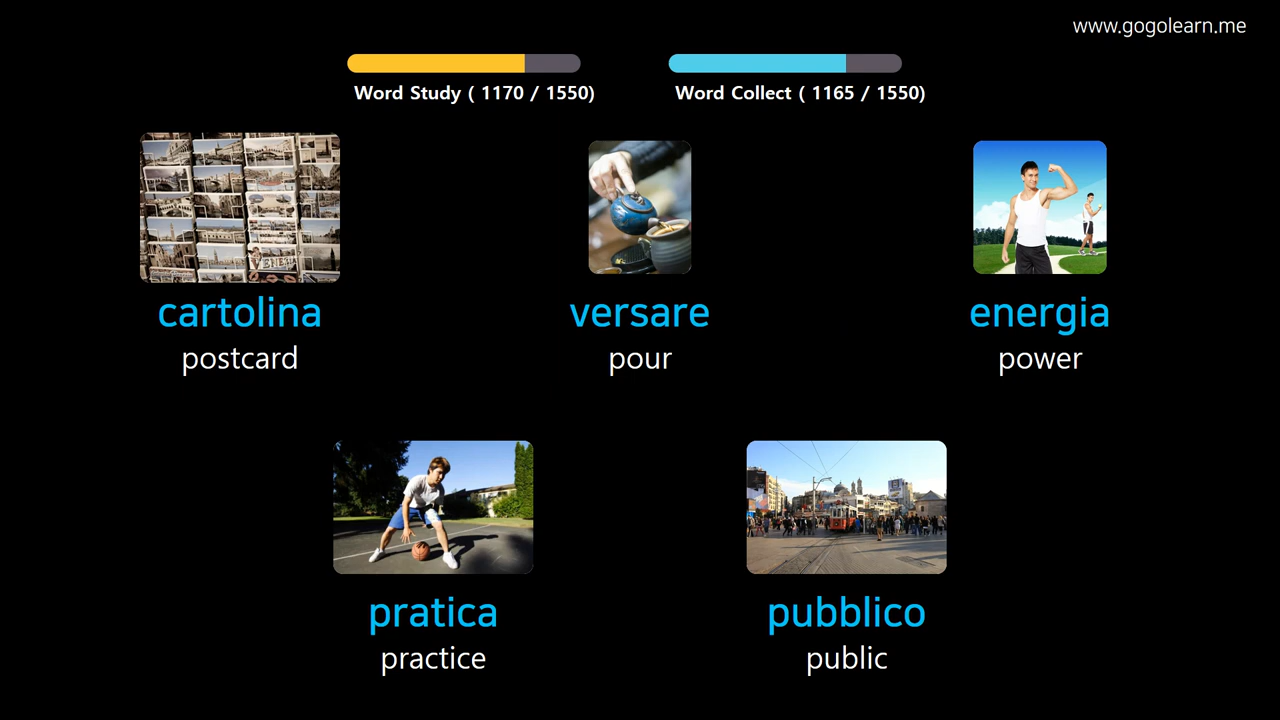 www.gogolearn.me
Word Study ( 1170 / 1550)
Word Collect ( 1165 / 1550)
cartolina
postcard
versare
pour
energia
power
pratica
practice
pubblico
public